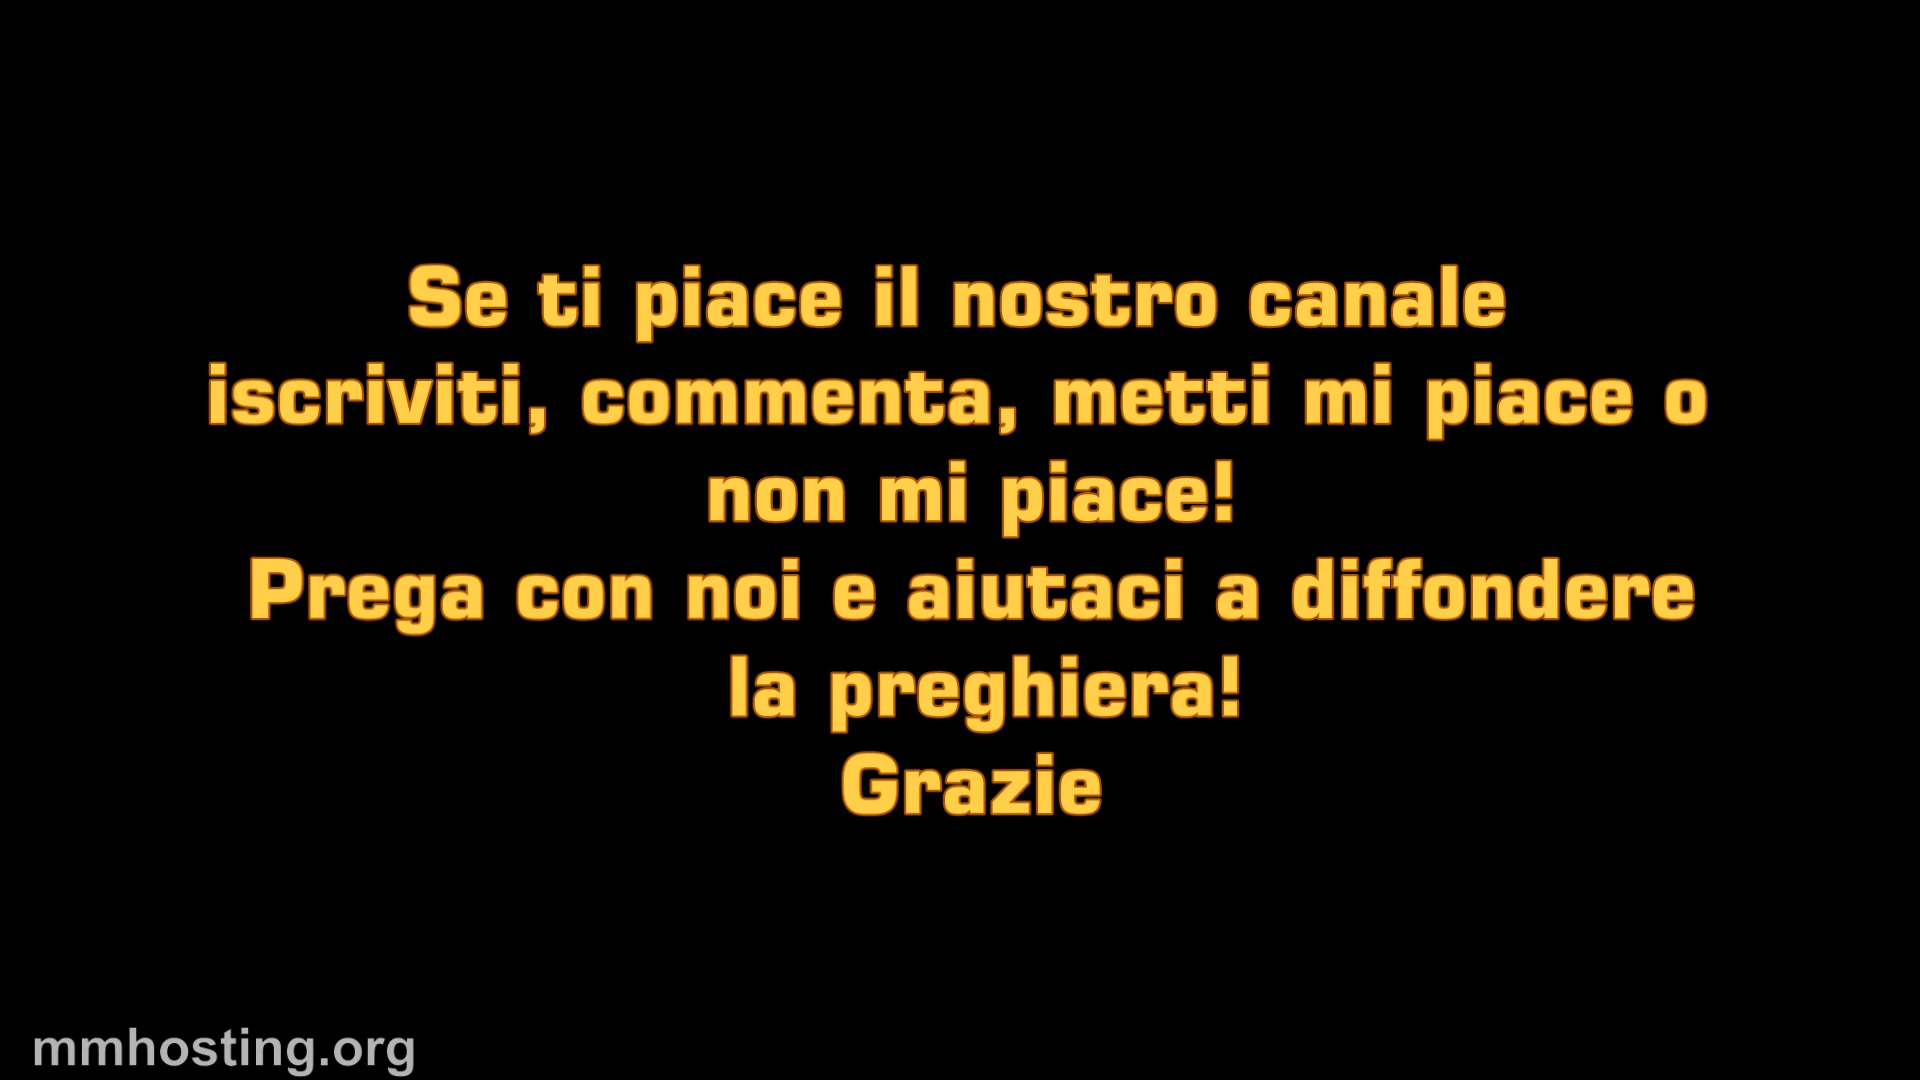 Se ti piace il nostro canale
iscriviti, commenta, metti mi piace o
non mi piace!
Prega con noi e aiutaci a diffondere
la preghiera!
Grazie
mmhosting.org